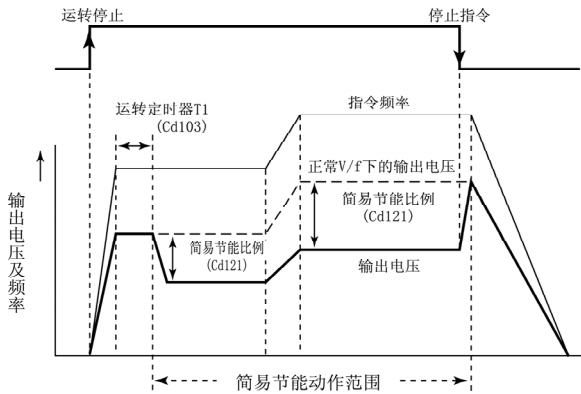 运转停止
停止指令
运转定时器T1
(Cd103)
指令频率
正常V/f下的输出电压
简易节能比例
(Cd121)
简易节能比例
(Cd121)
输出电压
输出电压及频率
简易节能动作范围